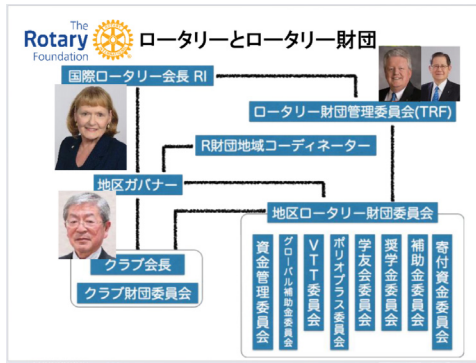 The
Rotary
Foundation
ロータリーとロータリー財団
国際ロータリー会長 RI
ロータリー財団管理委員会(TRF)
R財団地域コーディネーター
地区ガバナー
地区ロータリー財団委員会
クラブ会長
クラブ財団委員会
資金管理委員会
グローバル補助金委員会
VTT委員会
ポリオプラス委員会
学友会委員会
奨学金委員会
補助金委員会
寄付資金委員会